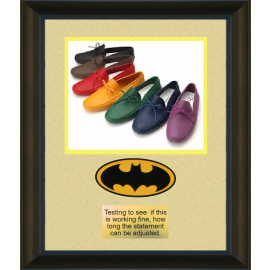 Testing to see if this
is working fine, how
long the statement
can be adjusted.